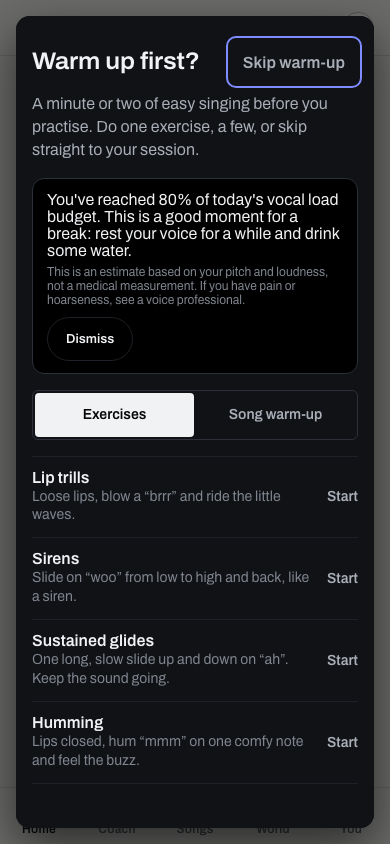 Warm up first?
Skip warm-up
A minute or two of easy singing before you
practise. Do one exercise, a few, or skip
straight to your session.
You've reached 80% of today's vocal load
budget. This is a good moment for a
break: rest your voice for a while and drink
some water.
This is an estimate based on your pitch and loudness,
not a medical measurement. If you have pain or
hoarseness, see a voice professional.
Dismiss
Exercises
Song warm-up
Lip trills
Loose lips, blow a “brrr” and ride the little
waves.
Start
Sirens
Slide on “woo” from low to high and back, like
a siren.
Start
Sustained glides
One long, slow slide up and down on “ah”.
Keep the sound going.
Start
Humming
Lips closed, hum “mmm” on one comfy note
and feel the buzz.
Start
Home
Coach
Songs
World
You